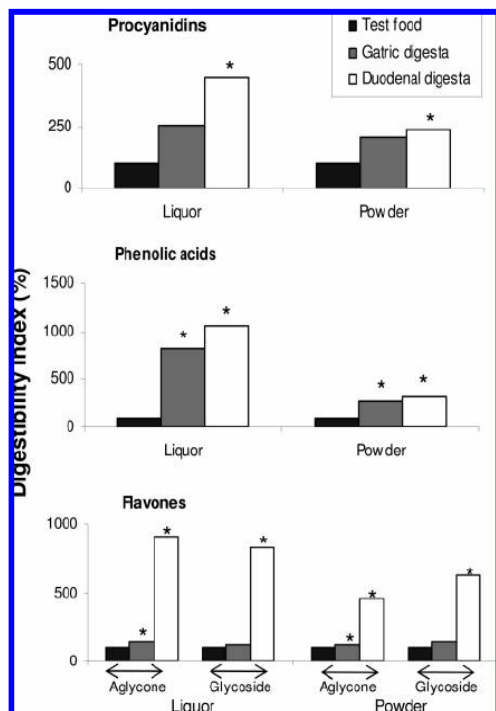 Procyanidins
Test food
Gatric digesta
Duodenal digesta
500
*
*
250
0
Liquor
Powder
Digestibility index (%)
Phenolic acids
1500
1000
*
*
500
*
*
0
Liquor
Powder
Flavones
1000
*
*
*
500
*
*
*
0
Aglycone
Glycoside
Aglycone
Glycoside
Liquor
Powder